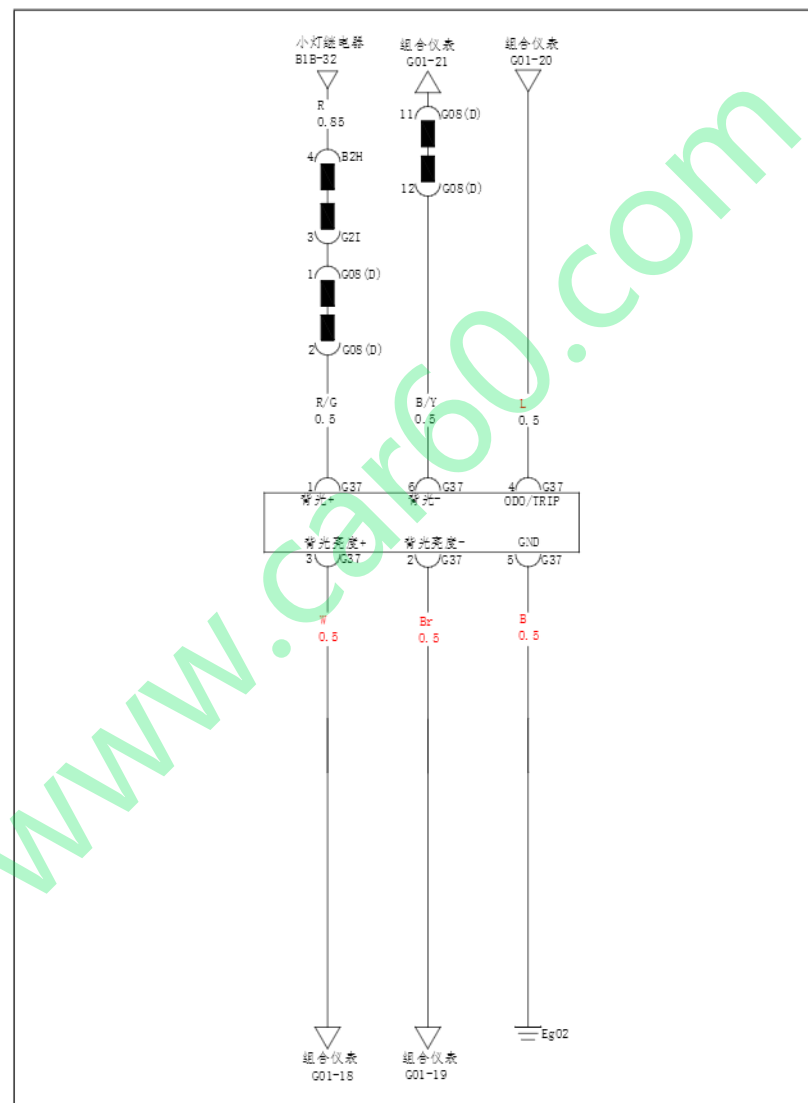 小灯继电器
B1B-32
组合仪表
G01-21
组合仪表
G01-20
R
0.85
11 G08(D)
4 B2H
12 G08(D)
3 G2I
1 G08(D)
2 G08(D)
R/G
0.5
B/Y
0.5
L
0.5
1 G37
6 G37
4 G37
背光+
背光-
ODO/TRIP
背光亮度+
背光亮度-
GND
3 G37
2 G37
5 G37
W
0.5
Br
0.5
B
0.5
Eg02
组合仪表
G01-18
组合仪表
G01-19
www.car60.com